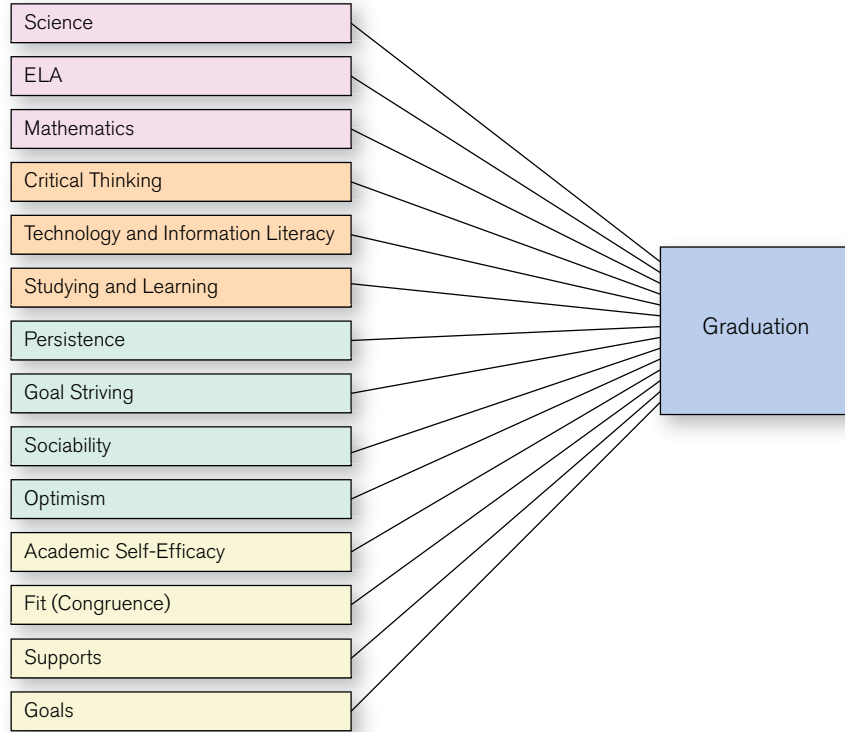 Science
ELA
Mathematics
Critical Thinking
Technology and Information Literacy
Studying and Learning
Persistence
Goal Striving
Sociability
Optimism
Academic Self-Efficacy
Fit (Congruence)
Supports
Goals
Graduation